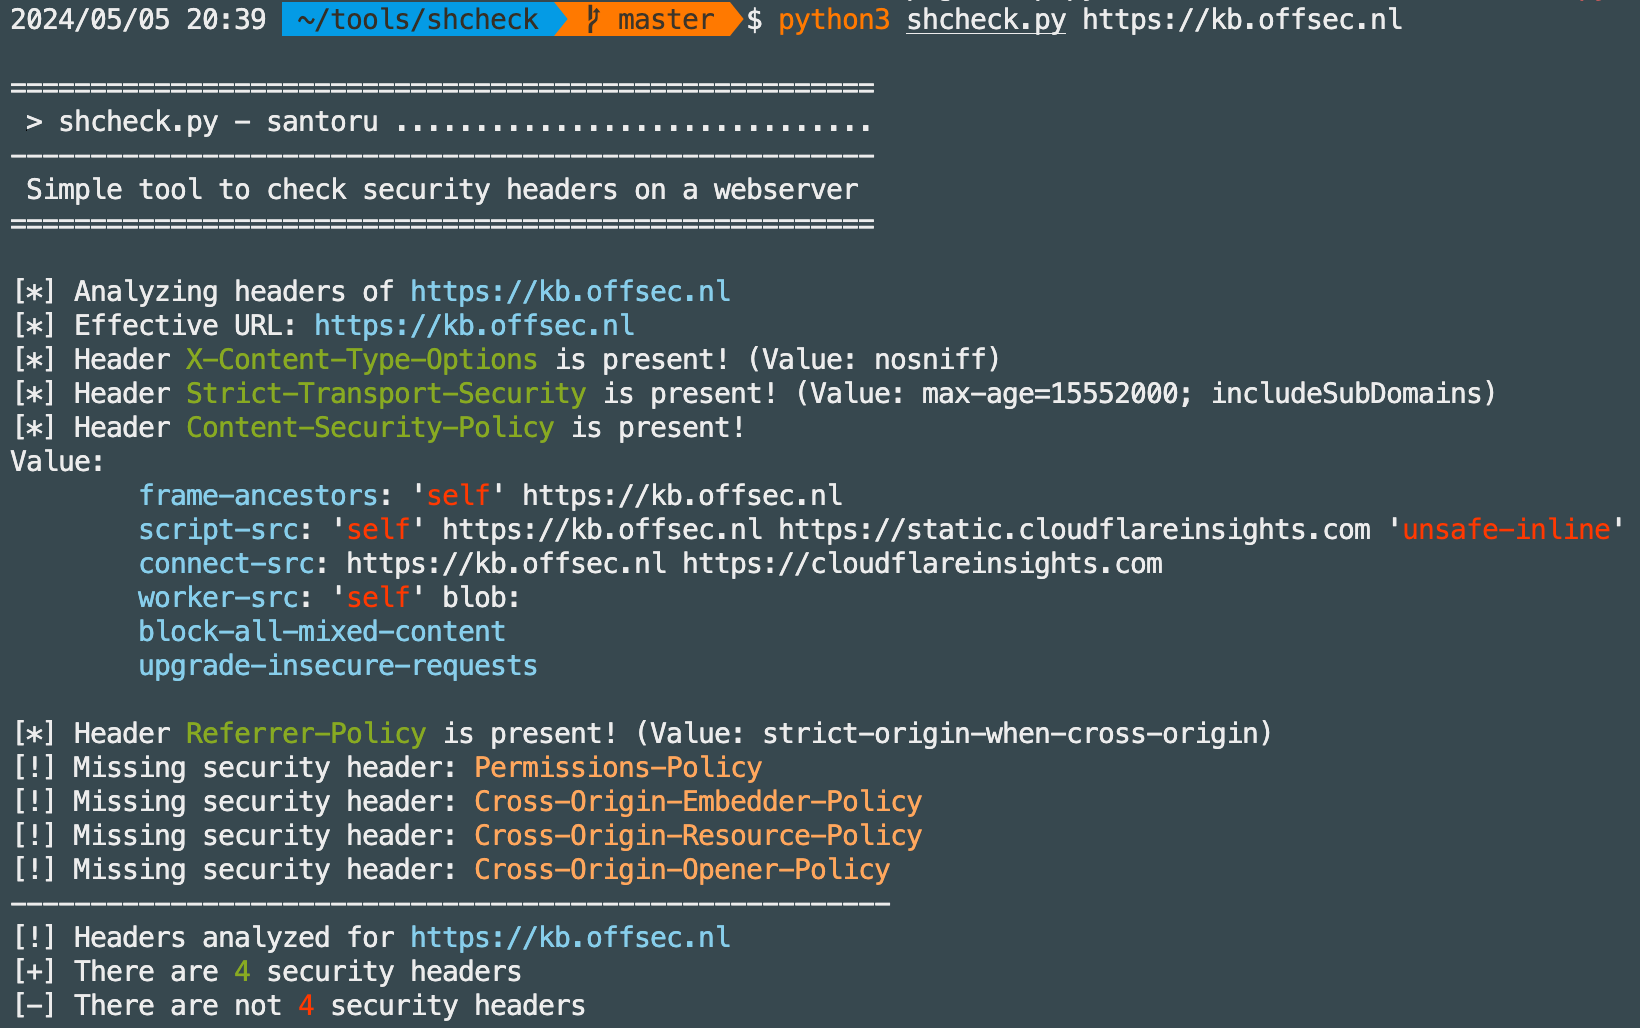 2024/05/05 20:39 ~/tools/shcheck master $ python3 shcheck.py https://kb.offsec.nl
======================================================
> shcheck.py - santoru ..............................
------------------------------------------------------
Simple tool to check security headers on a webserver
======================================================
[*] Analyzing headers of https://kb.offsec.nl
[*] Effective URL: https://kb.offsec.nl
[*] Header X-Content-Type-Options is present! (Value: nosniff)
[*] Header Strict-Transport-Security is present! (Value: max-age=15552000; includeSubDomains)
[*] Header Content-Security-Policy is present!
Value:
frame-ancestors: 'self' https://kb.offsec.nl
script-src: 'self' https://kb.offsec.nl https://static.cloudflareinsights.com 'unsafe-inline'
connect-src: https://kb.offsec.nl https://cloudflareinsights.com
worker-src: 'self' blob:
block-all-mixed-content
upgrade-insecure-requests
[*] Header Referrer-Policy is present! (Value: strict-origin-when-cross-origin)
[!] Missing security header: Permissions-Policy
[!] Missing security header: Cross-Origin-Embedder-Policy
[!] Missing security header: Cross-Origin-Resource-Policy
[!] Missing security header: Cross-Origin-Opener-Policy
-------------------------------------------------------
[!] Headers analyzed for https://kb.offsec.nl
[+] There are 4 security headers
[-] There are not 4 security headers